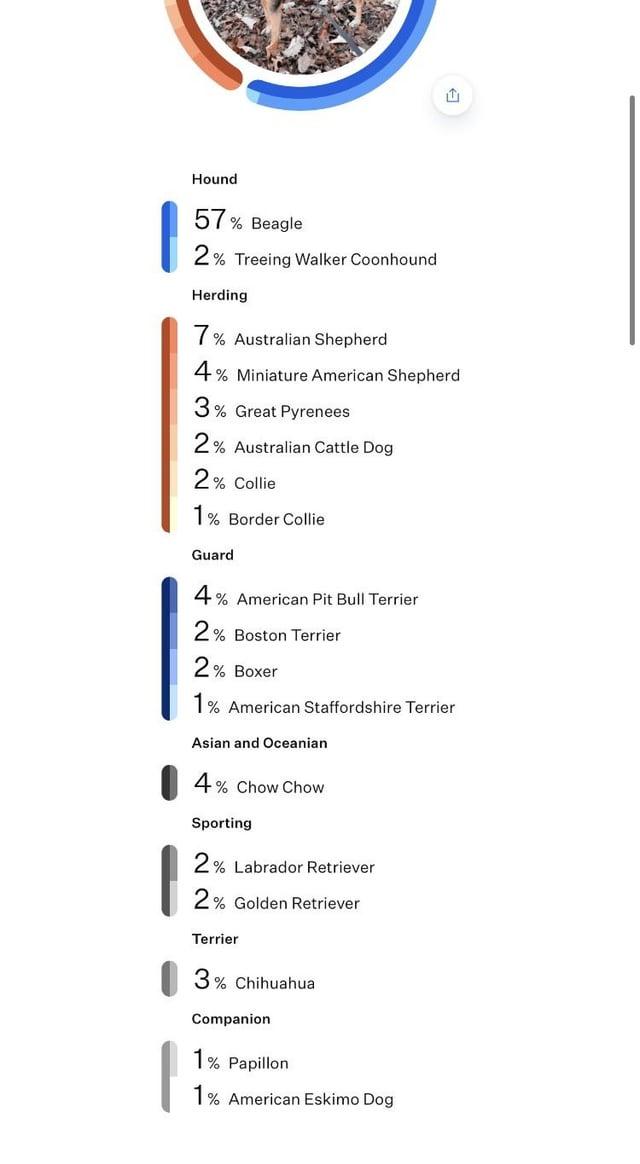 Hound
57% Beagle
2% Treeing Walker Coonhound
Herding
7% Australian Shepherd
4% Miniature American Shepherd
3% Great Pyrenees
2% Australian Cattle Dog
2% Collie
1% Border Collie
Guard
4% American Pit Bull Terrier
2% Boston Terrier
2% Boxer
1% American Staffordshire Terrier
Asian and Oceanian
4% Chow Chow
Sporting
2% Labrador Retriever
2% Golden Retriever
Terrier
3% Chihuahua
Companion
1% Papillon
1% American Eskimo Dog